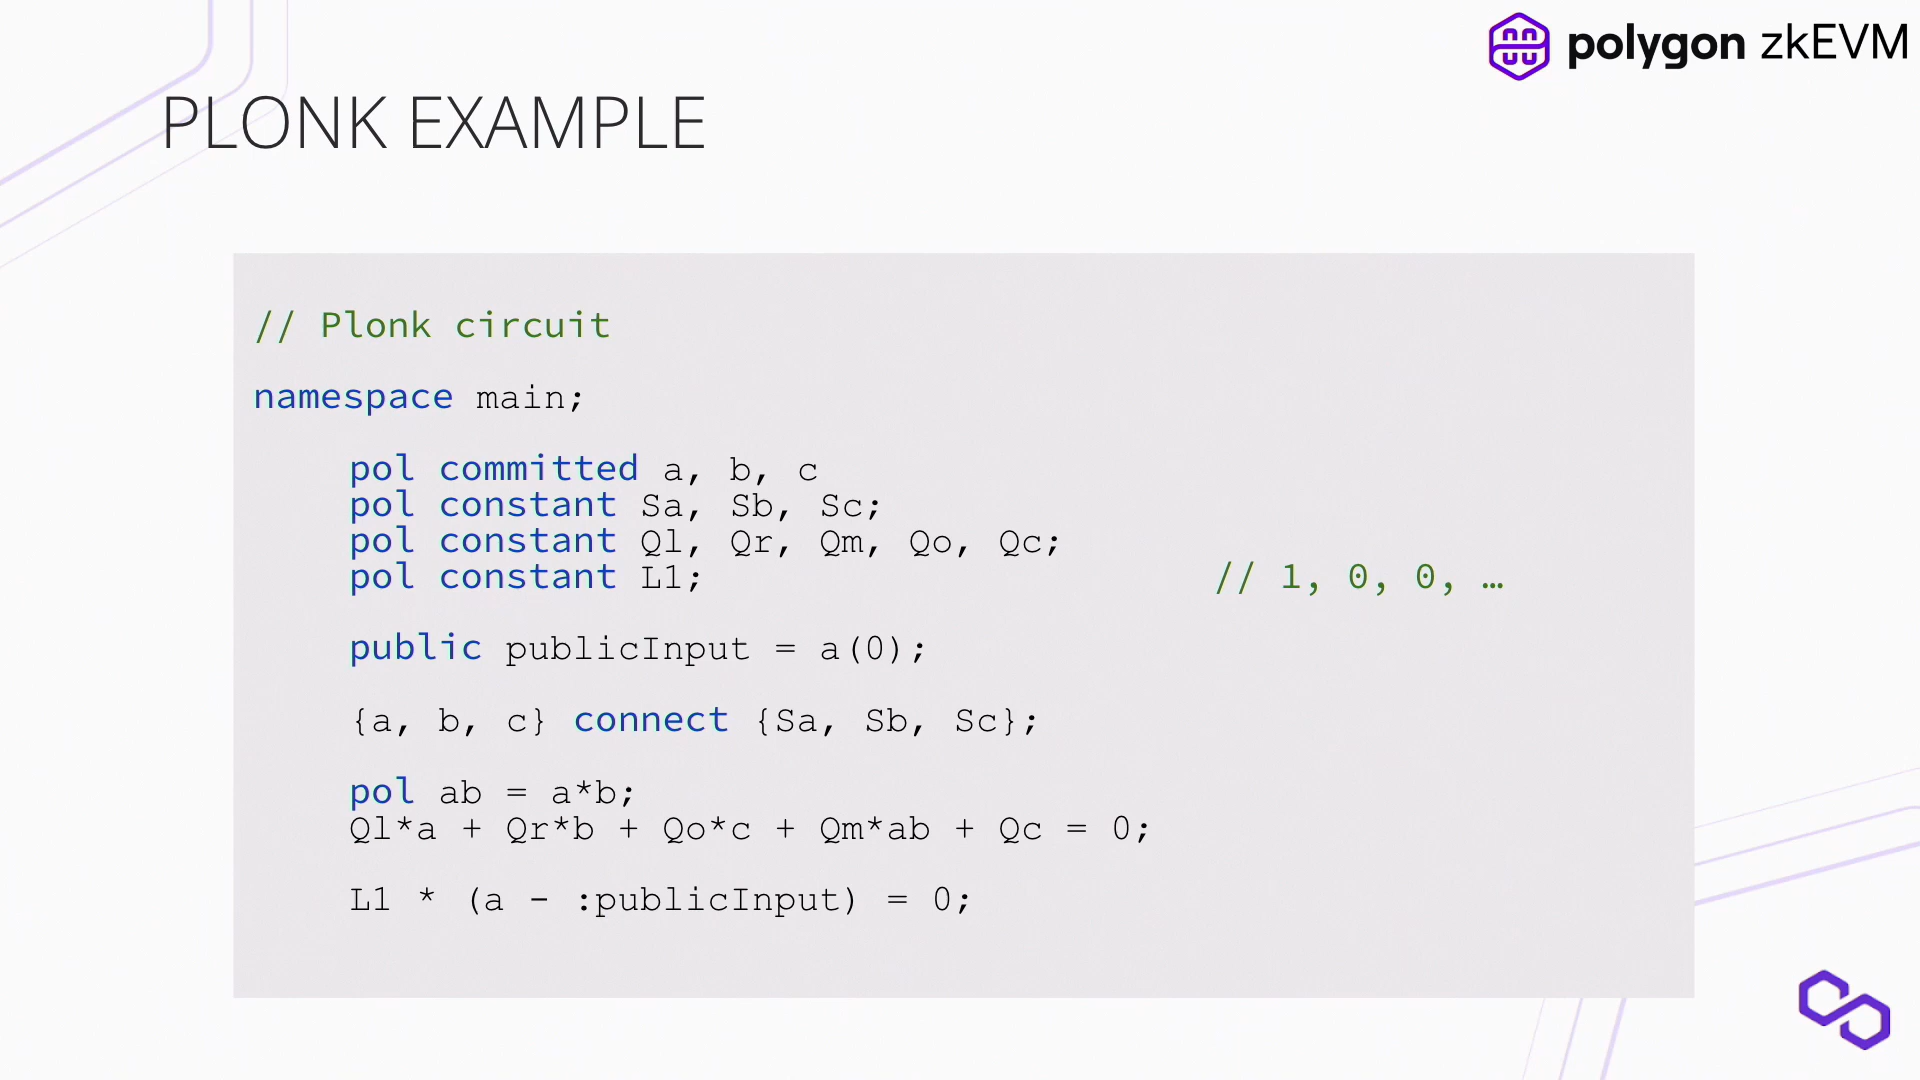 polygon zkEVM
PLONK EXAMPLE
// Plonk circuit
namespace main;
pol committed a, b, c
pol constant Sa, Sb, Sc;
pol constant Ql, Qr, Qm, Qo, Qc;
pol constant L1; // 1, 0, 0, …
public publicInput = a(0);
{a, b, c} connect {Sa, Sb, Sc};
pol ab = a*b;
Ql*a + Qr*b + Qo*c + Qm*ab + Qc = 0;
L1 * (a - :publicInput) = 0;